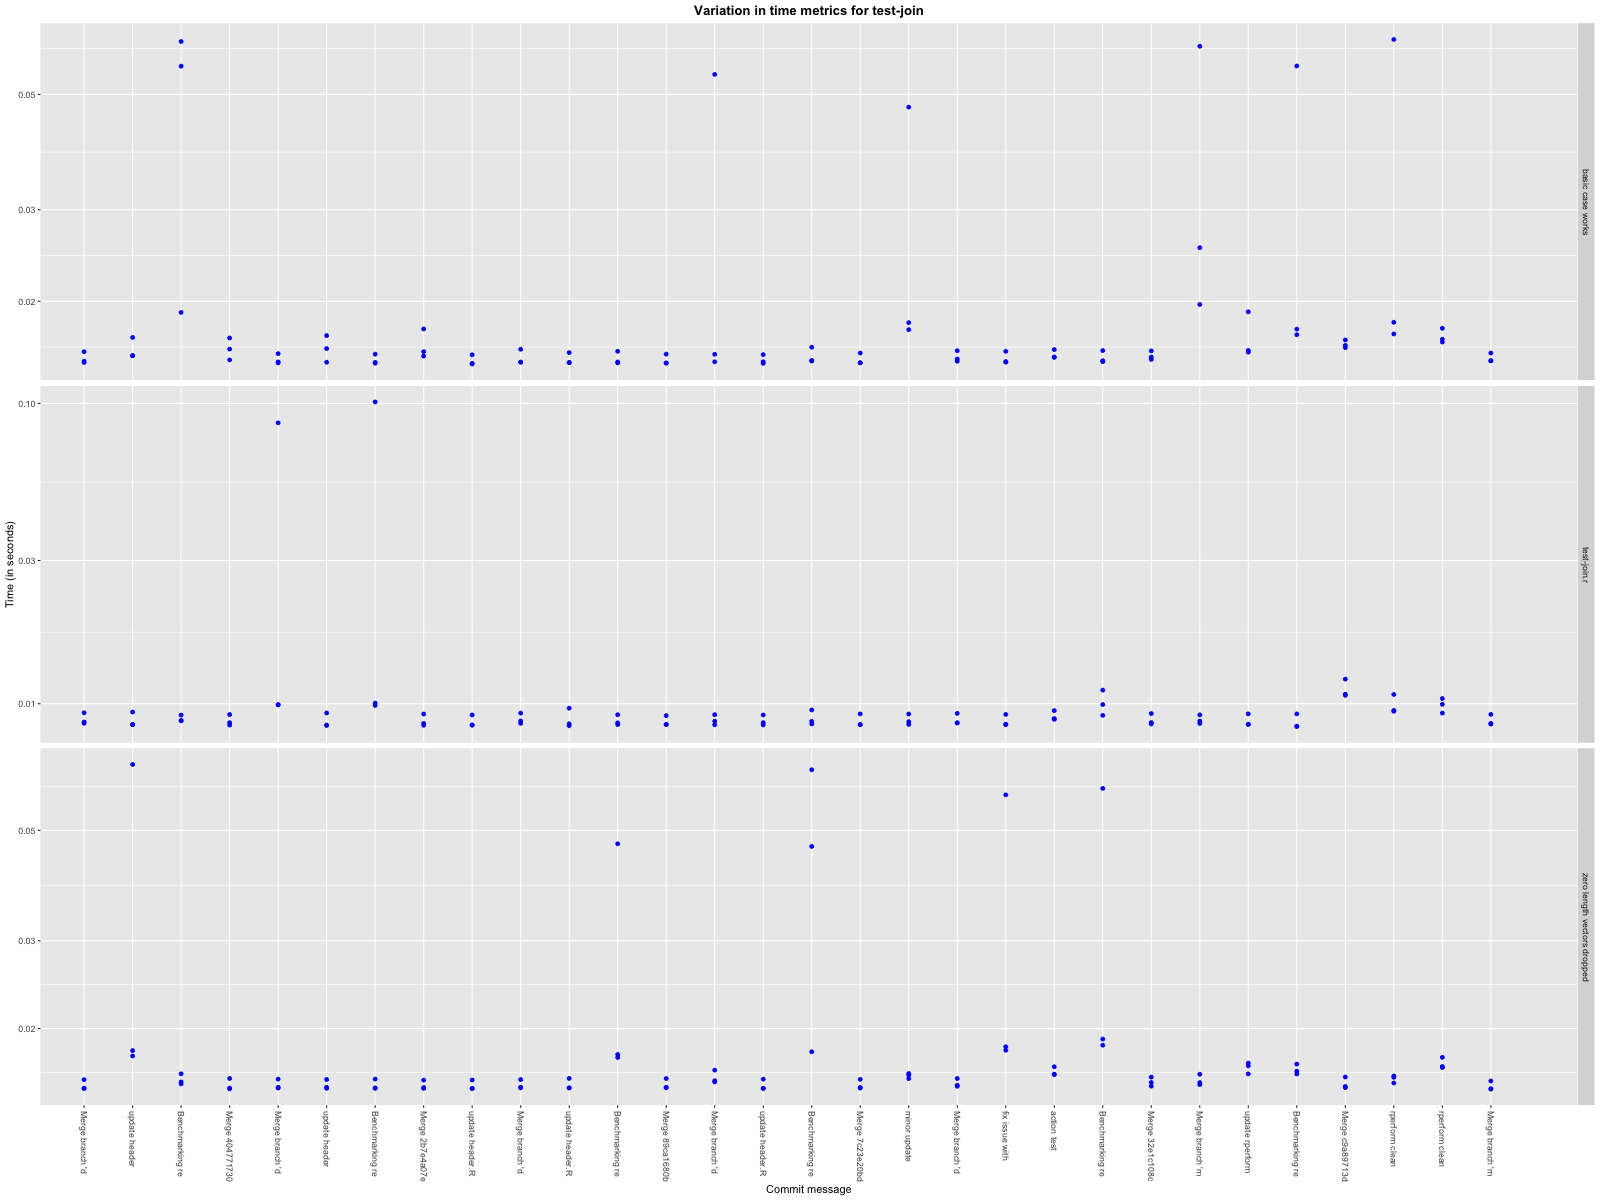 Variation in time metrics for test-join
0.05
0.03
0.02
basic case works
0.10
0.03
0.01
test-join.r
0.05
0.03
0.02
zero length vectors dropped
Time (in seconds)
Merge branch 'd
update header
Benchmarking re
Merge 404771730
Merge branch 'd
update header
Benchmarking re
Merge 2b7e4a07e
update header.R
Merge branch 'd
update header.R
Benchmarking re
Merge 89ca1680b
Merge branch 'd
update header.R
Benchmarking re
Merge 7c23e20bd
minor update
Merge branch 'd
fix issue with
action test
Benchmarking re
Merge 32e1c108c
Merge branch 'm
update rperform
Benchmarking re
Merge c9a89713d
rperform clean
rperform clean
Merge branch 'm
Commit message